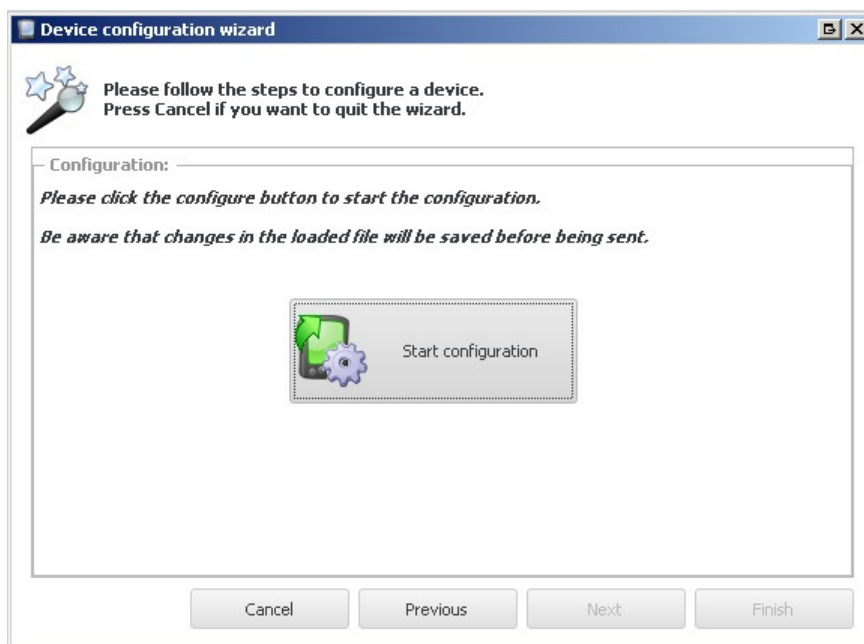 Device configuration wizard
Please follow the steps to configure a device.
Press Cancel if you want to quit the wizard.
Configuration:
Please click the configure button to start the configuration.
Be aware that changes in the loaded file will be saved before being sent.
Start configuration
Cancel Previous Next Finish